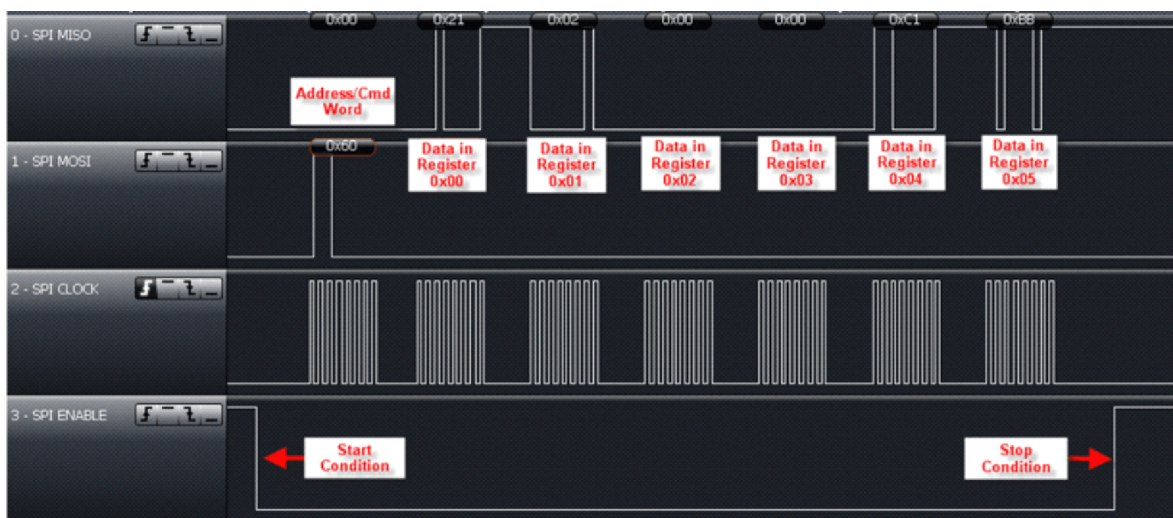 0x00 0x21 0x02 0x00 0x00 0xC1 0xBB
0 - SPI MISO
Address/Cmd
Word
0x60
1 - SPI MOSI
Data in
Register
0x00
Data in
Register
0x01
Data in
Register
0x02
Data in
Register
0x03
Data in
Register
0x04
Data in
Register
0x05
2 - SPI CLOCK
3 - SPI ENABLE
Start
Condition
Stop
Condition